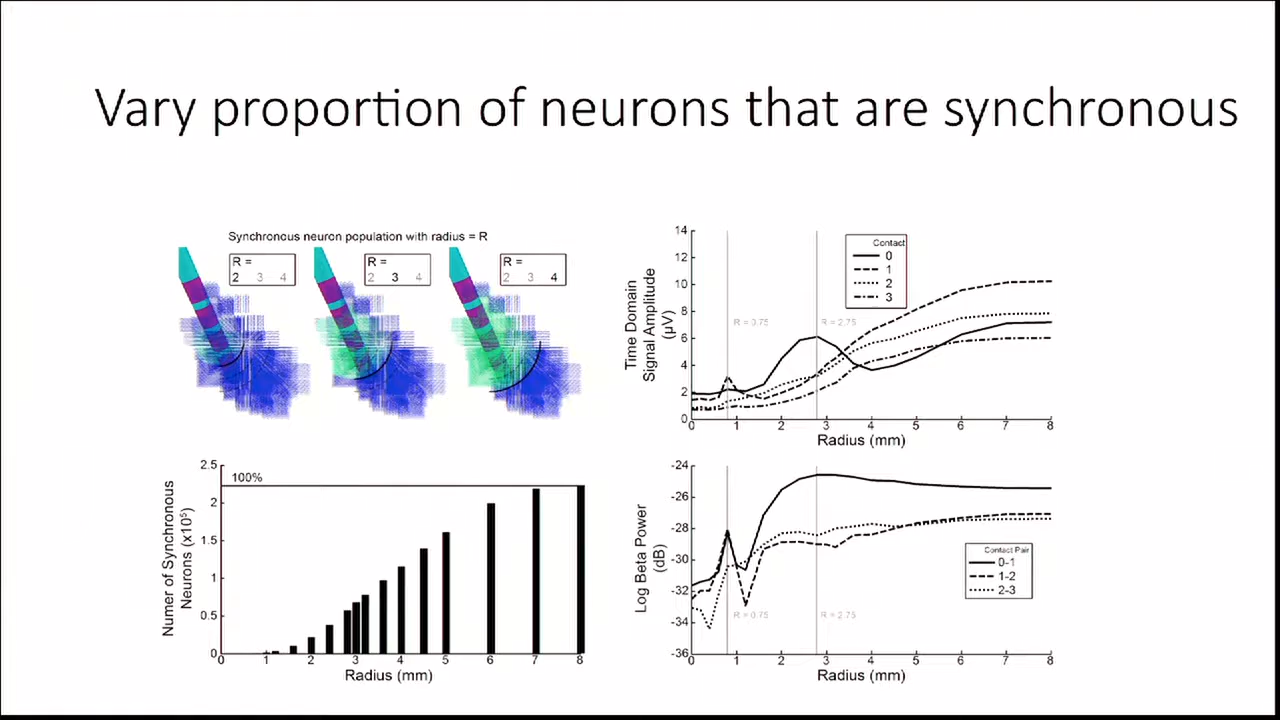 Vary proportion of neurons that are synchronous
Synchronous neuron population with radius = R
R =
2 3 4
R =
2 3 4
R =
2 3 4
Numer of Synchronous
Neurons (x10⁵)
2.5
2
1.5
1
0.5
0
100%
0 1 2 3 4 5 6 7 8
Radius (mm)
Time Domain
Signal Amplitude
(µV)
14
12
10
8
6
4
2
0
R = 0.75
R = 2.75
Contact
0
1
2
3
0 1 2 3 4 5 6 7 8
Radius (mm)
Log Beta Power
(dB)
-24
-26
-28
-30
-32
-34
-36
R = 0.75
R = 2.75
Contact Pair
0-1
1-2
2-3
0 1 2 3 4 5 6 7 8
Radius (mm)